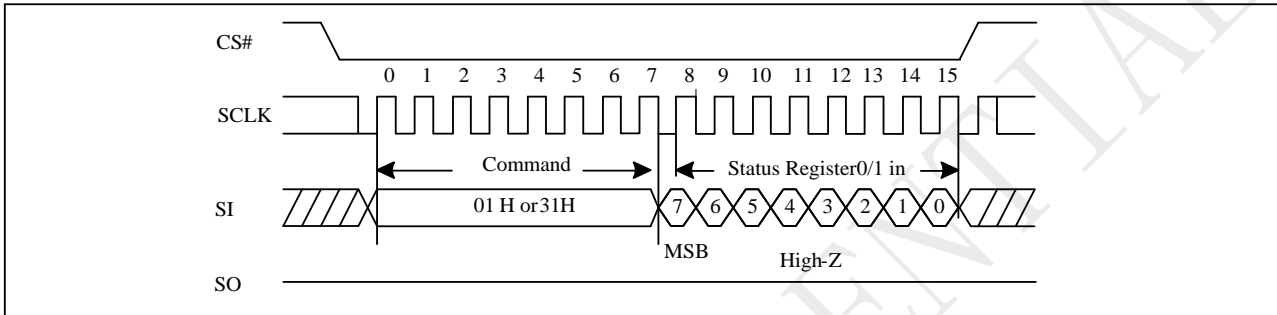 CS#
0 1 2 3 4 5 6 7 8 9 10 11 12 13 14 15
SCLK
Command
Status Register0/1 in
SI
01 H or31H
7 6 5 4 3 2 1 0
MSB
High-Z
SO